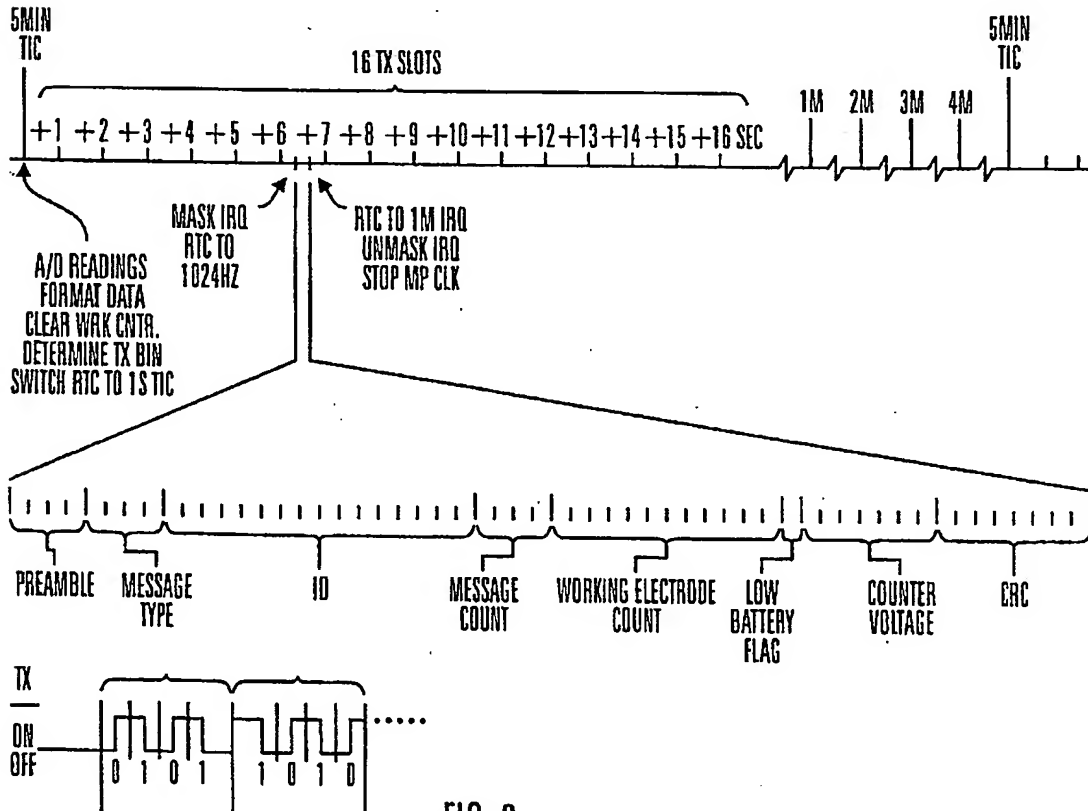 5MIN
TIC
5MIN
TIC
16 TX SLOTS
1M 2M 3M 4M
+1 +2 +3 +4 +5 +6 +7 +8 +9 +10 +11 +12 +13 +14 +15 +16 SEC
MASK IRQ
RTC TO
1024HZ
RTC TO 1M IRQ
UNMASK IRQ
STOP MP CLK
A/D READINGS
FORMAT DATA
CLEAR WRK CNTR.
DETERMINE TX BIN
SWITCH RTC TO 1S TIC
PREAMBLE
MESSAGE
TYPE
ID
MESSAGE
COUNT
WORKING ELECTRODE
COUNT
LOW
BATTERY
FLAG
COUNTER
VOLTAGE
CRC
TX
ON
OFF
0 1 0 1 1 0 1 0